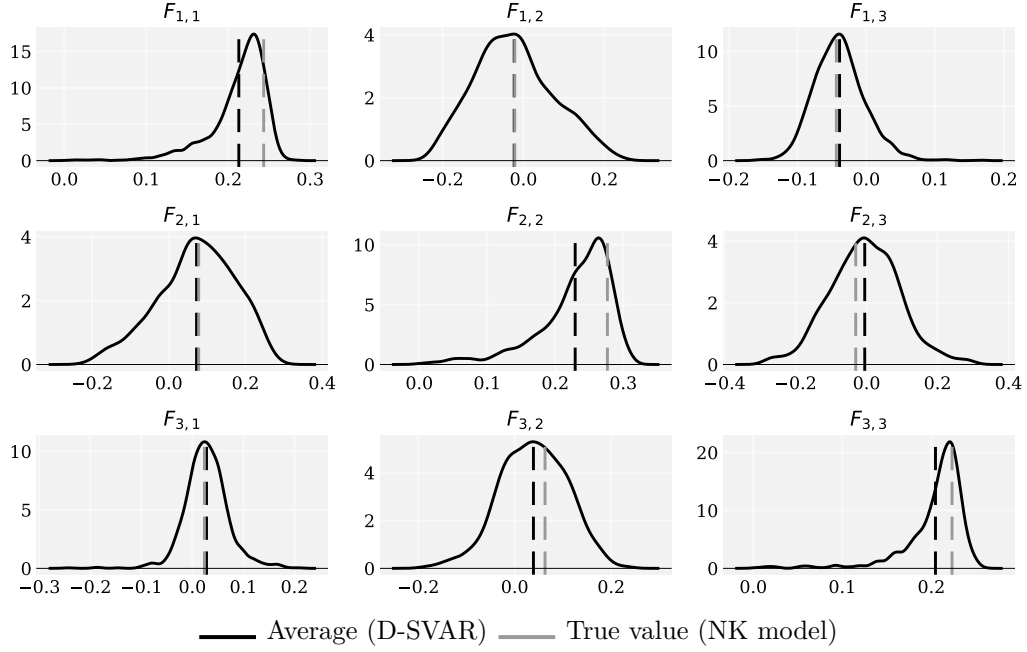 F1,1 F1,2 F1,3
15 10 5 0
4 2 0
10 5 0
0.0 0.1 0.2 0.3
−0.2 0.0 0.2
−0.2 −0.1 0.0 0.1 0.2
F2,1 F2,2 F2,3
4 2 0
10 5 0
4 2 0
−0.2 0.0 0.2 0.4
0.0 0.1 0.2 0.3
−0.4 −0.2 0.0 0.2 0.4
F3,1 F3,2 F3,3
10 5 0
4 2 0
20 10 0
−0.3 −0.2 −0.1 0.0 0.1 0.2
−0.2 0.0 0.2
0.0 0.1 0.2
Average (D-SVAR) True value (NK model)